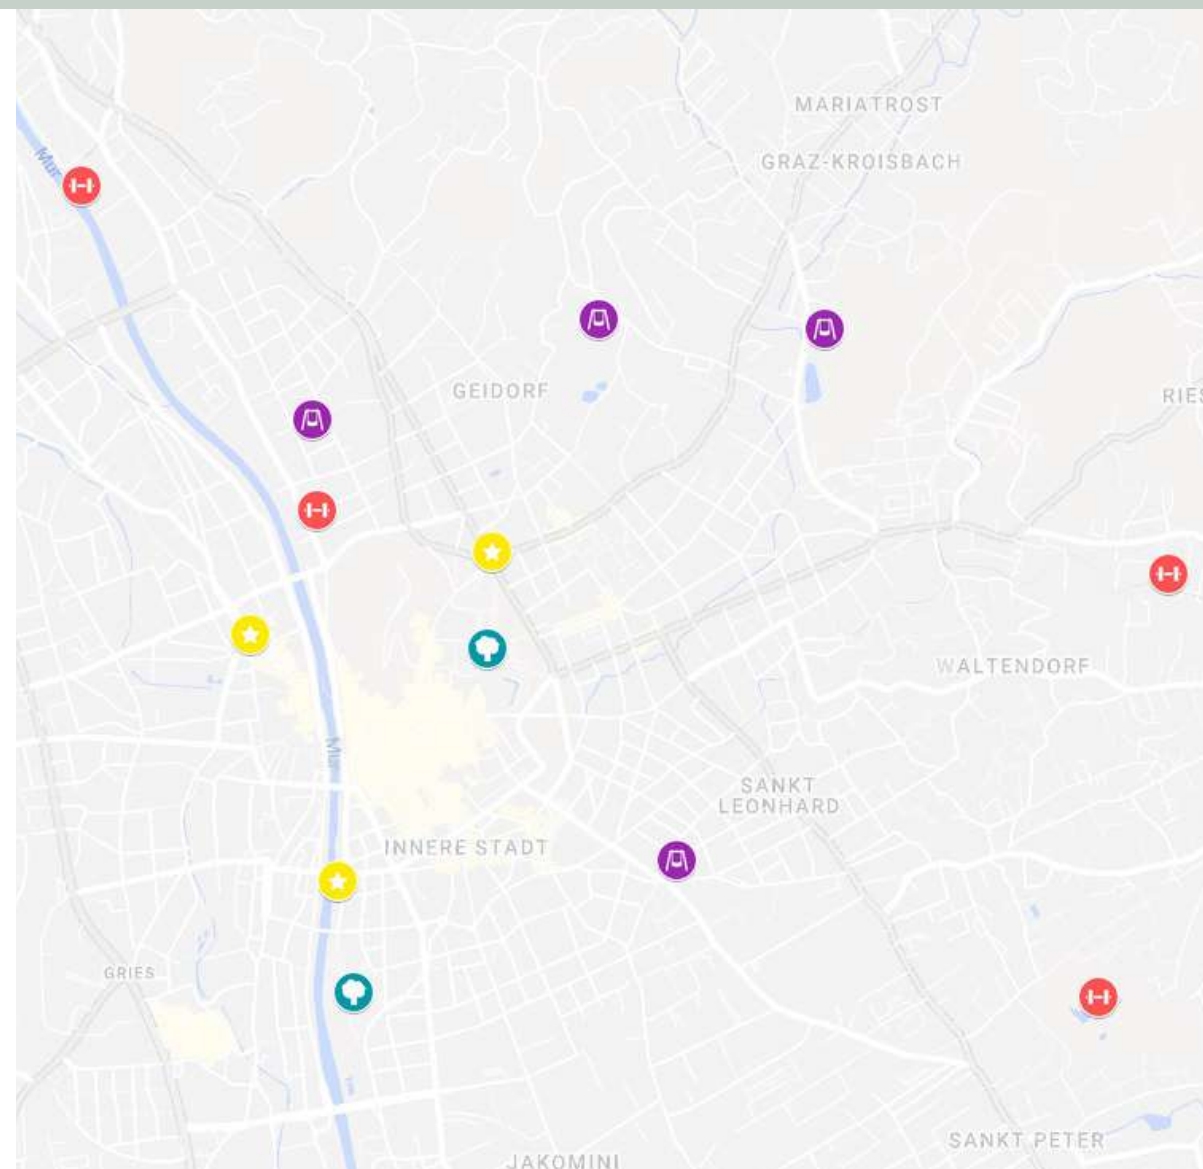 MARIATROST
Mur
GRAZ-KROISBACH
GEIDORF
RIES
WALTENDORF
Mur
SANKT
LEONHARD
INNERE STADT
GRIES
SANKT PETER
JAKOMINI